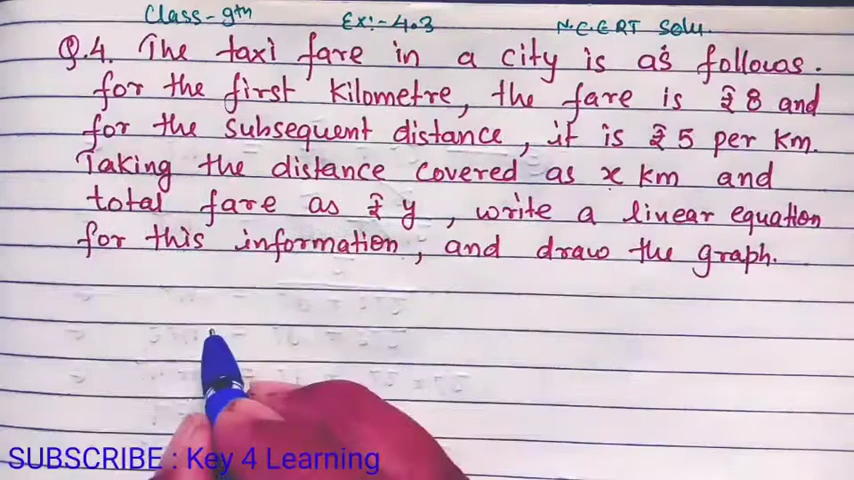 Class-9th Ex:- 4.3 N.C.E.RT Solu.
Q.4. The taxi fare in a city is as follows.
for the first Kilometre, the fare is ₹ 8 and
for the subsequent distance, it is ₹ 5 per Km.
Taking the distance covered as x km and
total fare as ₹ y, write a linear equation
for this information, and draw the graph.
SUBSCRIBE : Key 4 Learning